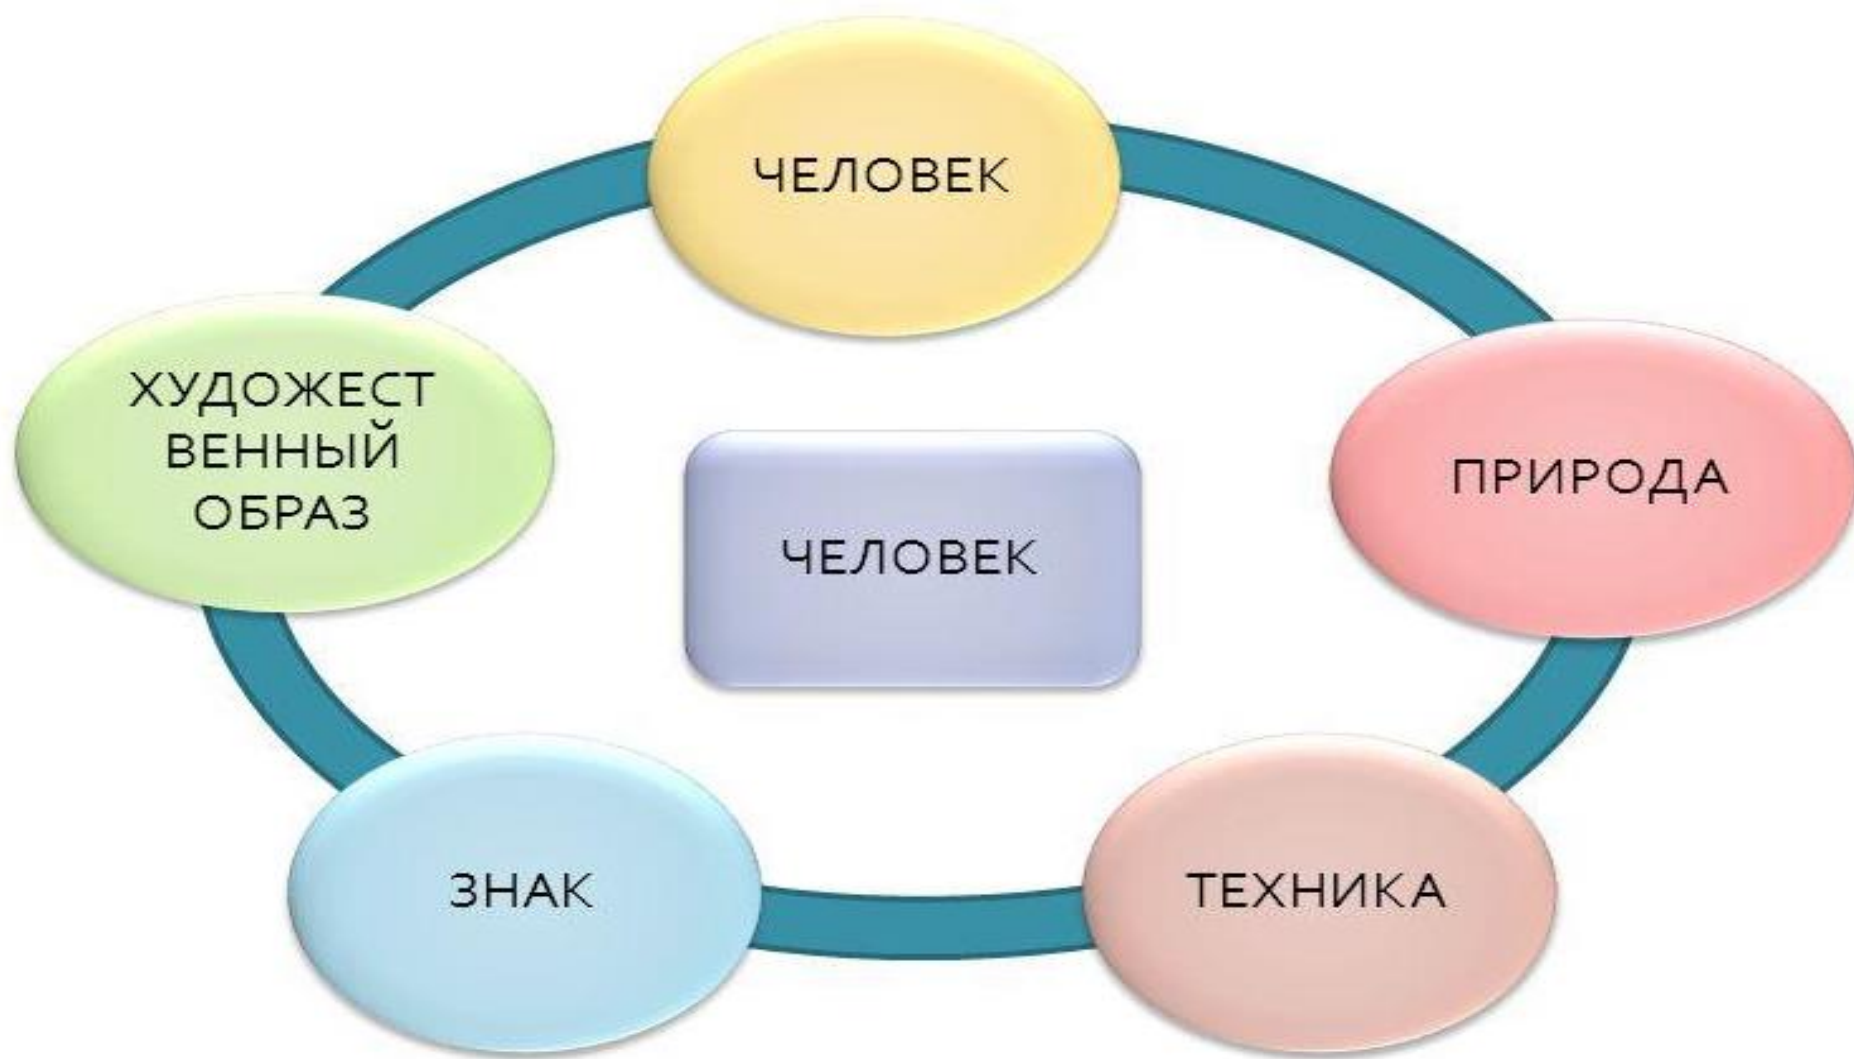 ЧЕЛОВЕК
ХУДОЖЕСТ
ВЕННЫЙ
ОБРАЗ
ПРИРОДА
ЧЕЛОВЕК
ЗНАК
ТЕХНИКА